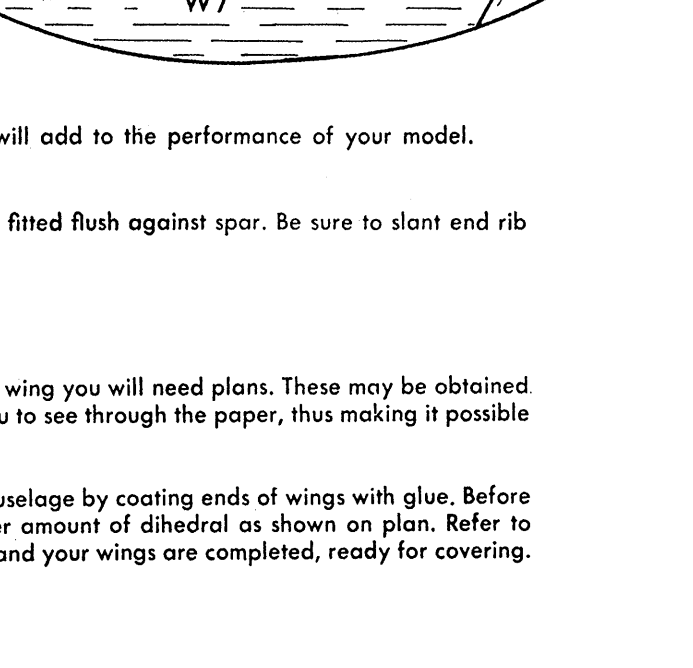 W7
will add to the performance of your model.
fitted flush against spar. Be sure to slant end rib
wing you will need plans. These may be obtained
u to see through the paper, thus making it possible
uselage by coating ends of wings with glue. Before
er amount of dihedral as shown on plan. Refer to
and your wings are completed, ready for covering.